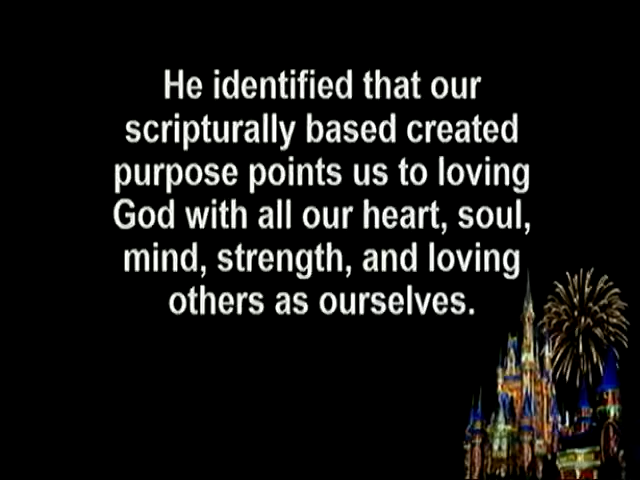 He identified that our
scripturally based created
purpose points us to loving
God with all our heart, soul,
mind, strength, and loving
others as ourselves.